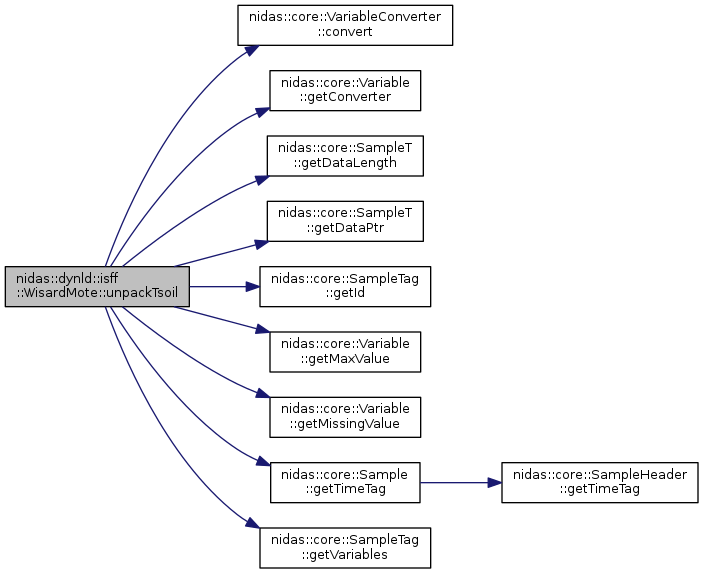 nidas::core::VariableConverter
::convert
nidas::core::Variable
::getConverter
nidas::core::SampleT
::getDataLength
nidas::core::SampleT
::getDataPtr
nidas::dynld::isff
::WisardMote::unpackTsoil
nidas::core::SampleTag
::getId
nidas::core::Variable
::getMaxValue
nidas::core::Variable
::getMissingValue
nidas::core::Sample
::getTimeTag
nidas::core::SampleHeader
::getTimeTag
nidas::core::SampleTag
::getVariables